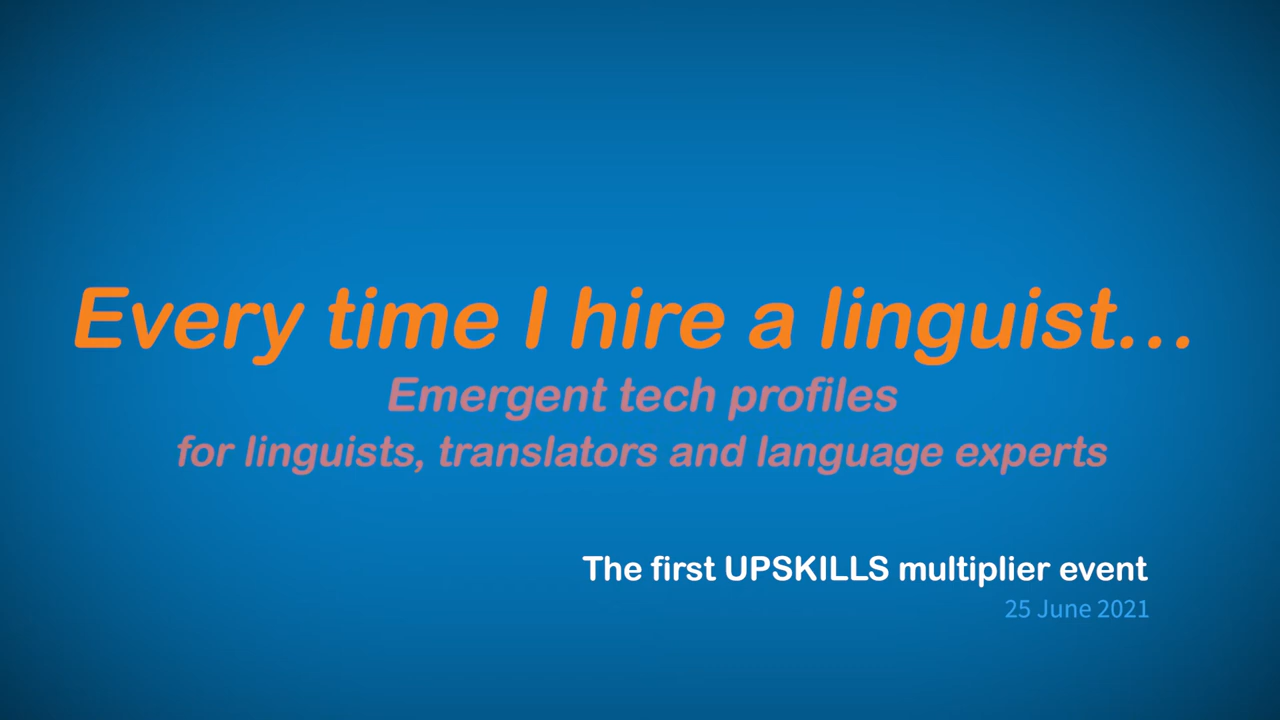 Every time I hire a linguist...
Emergent tech profiles
for linguists, translators and language experts
The first UPSKILLS multiplier event
25 June 2021